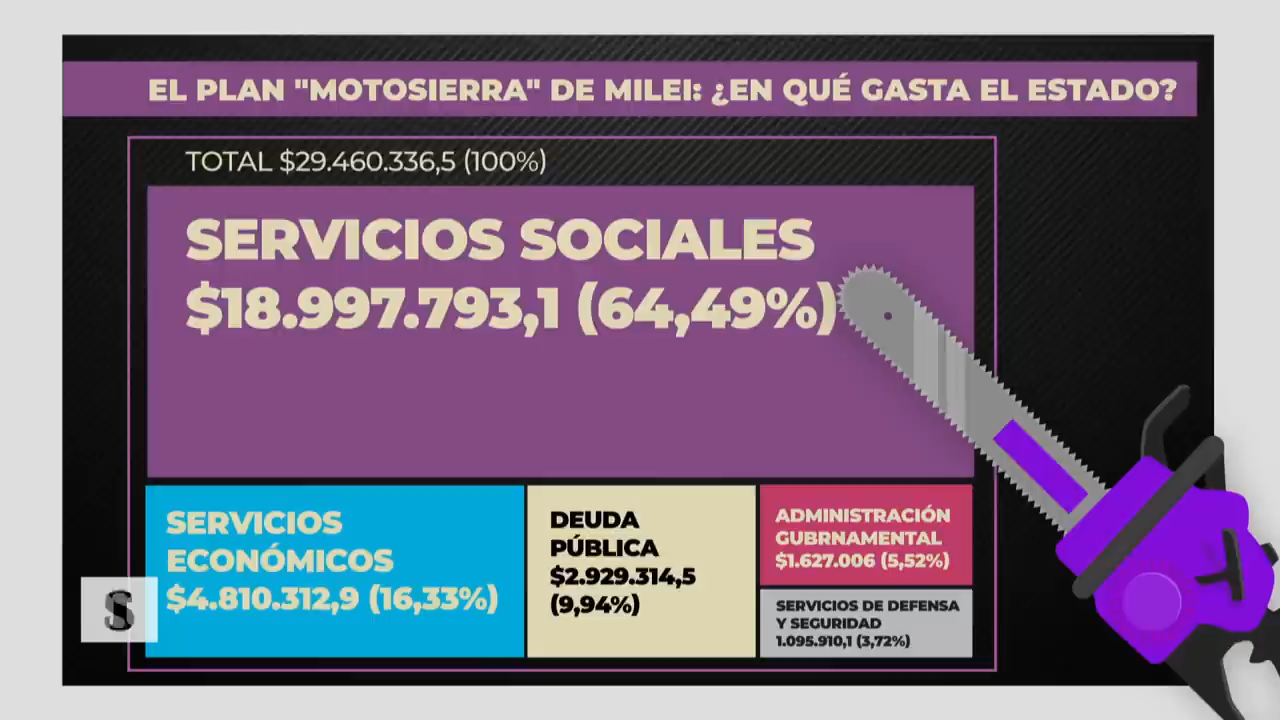 EL PLAN "MOTOSIERRA" DE MILEI: ¿EN QUÉ GASTA EL ESTADO?
TOTAL $29.460.336,5 (100%)
SERVICIOS SOCIALES
$18.997.793,1 (64,49%)
SERVICIOS
ECONÓMICOS
$4.810.312,9 (16,33%)
DEUDA
PÚBLICA
$2.929.314,5
(9,94%)
ADMINISTRACIÓN
GUBRNAMENTAL
$1.627.006 (5,52%)
SERVICIOS DE DEFENSA
Y SEGURIDAD
1.095.910,1 (3,72%)
S